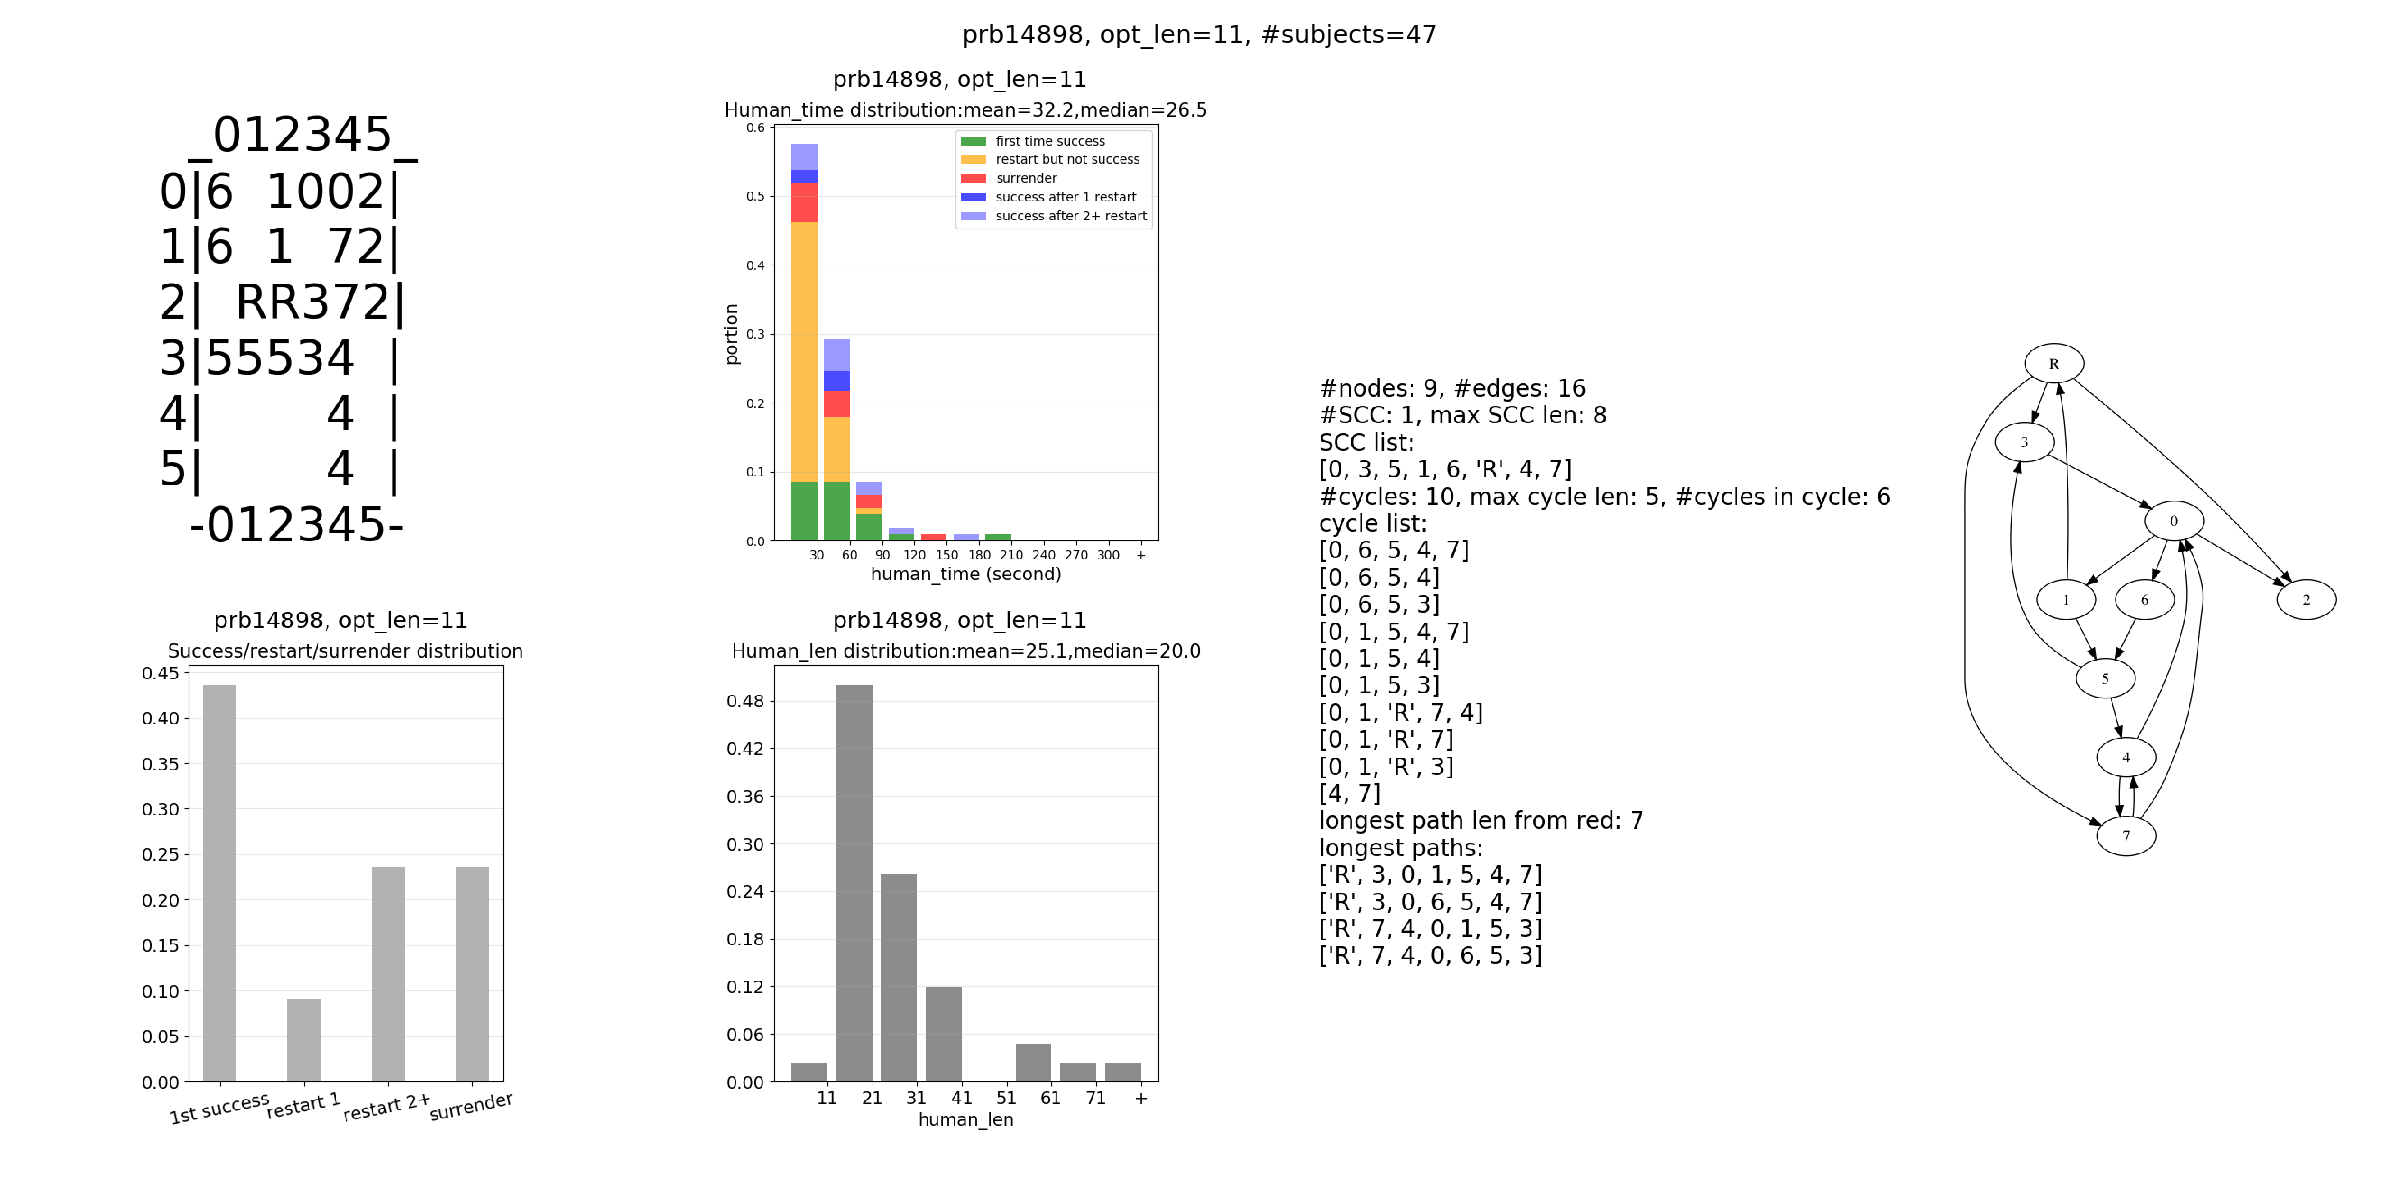 prb14898, opt_len=11, #subjects=47
_012345_
0|6  1002|
1|6  1  72|
2|  RR372|
3|55534  |
4|        4  |
5|        4  |
-012345-
prb14898, opt_len=11
Human_time distribution:mean=32.2,median=26.5
0.6
0.5
0.4
0.3
0.2
0.1
0.0
portion
first time success
restart but not success
surrender
success after 1 restart
success after 2+ restart
30 60 90 120 150 180 210 240 270 300 +
human_time (second)
prb14898, opt_len=11
Success/restart/surrender distribution
0.45
0.40
0.35
0.30
0.25
0.20
0.15
0.10
0.05
0.00
1st success restart 1 restart 2+ surrender
prb14898, opt_len=11
Human_len distribution:mean=25.1,median=20.0
0.48
0.42
0.36
0.30
0.24
0.18
0.12
0.06
0.00
11 21 31 41 51 61 71 +
human_len
#nodes: 9, #edges: 16
#SCC: 1, max SCC len: 8
SCC list:
[0, 3, 5, 1, 6, 'R', 4, 7]
#cycles: 10, max cycle len: 5, #cycles in cycle: 6
cycle list:
[0, 6, 5, 4, 7]
[0, 6, 5, 4]
[0, 6, 5, 3]
[0, 1, 5, 4, 7]
[0, 1, 5, 4]
[0, 1, 5, 3]
[0, 1, 'R', 7, 4]
[0, 1, 'R', 7]
[0, 1, 'R', 3]
[4, 7]
longest path len from red: 7
longest paths:
['R', 3, 0, 1, 5, 4, 7]
['R', 3, 0, 6, 5, 4, 7]
['R', 7, 4, 0, 1, 5, 3]
['R', 7, 4, 0, 6, 5, 3]
R
3
0
1 6 2
5
4
7